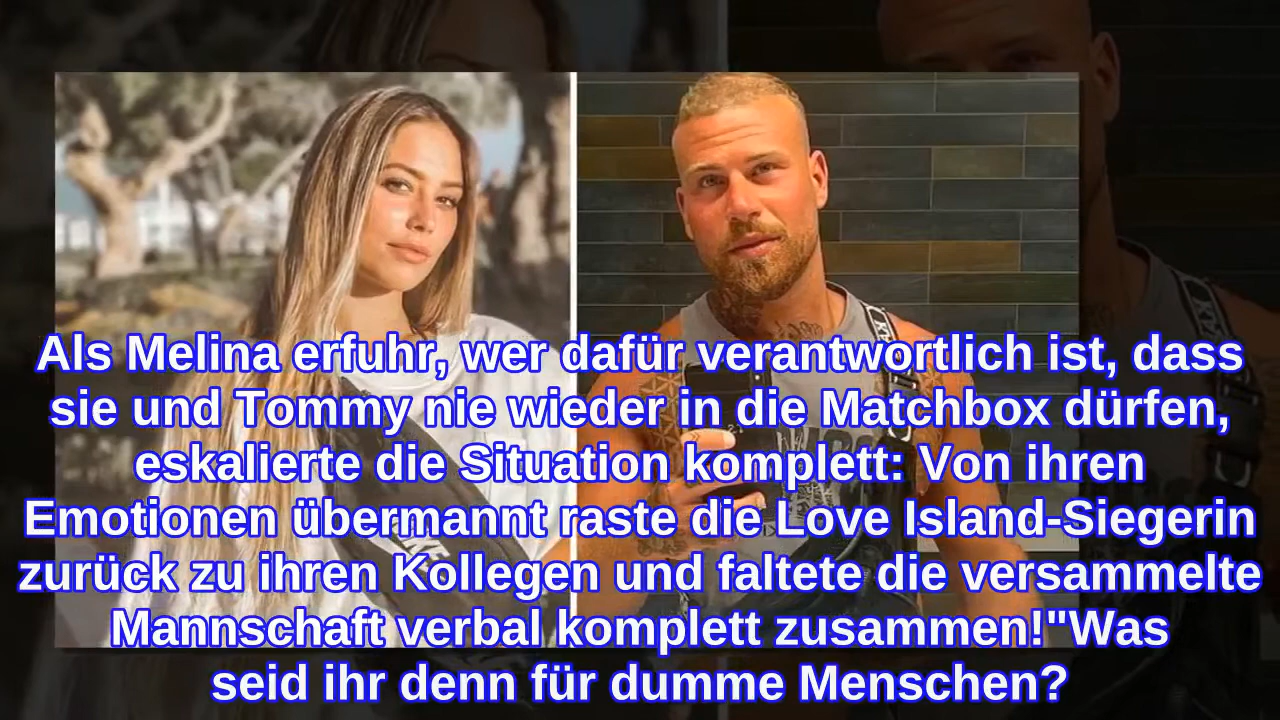 Als Melina erfuhr, wer dafür verantwortlich ist, dass
sie und Tommy nie wieder in die Matchbox dürfen,
eskalierte die Situation komplett: Von ihren
Emotionen übermannt raste die Love Island-Siegerin
zurück zu ihren Kollegen und faltete die versammelte
Mannschaft verbal komplett zusammen!"Was
seid ihr denn für dumme Menschen?